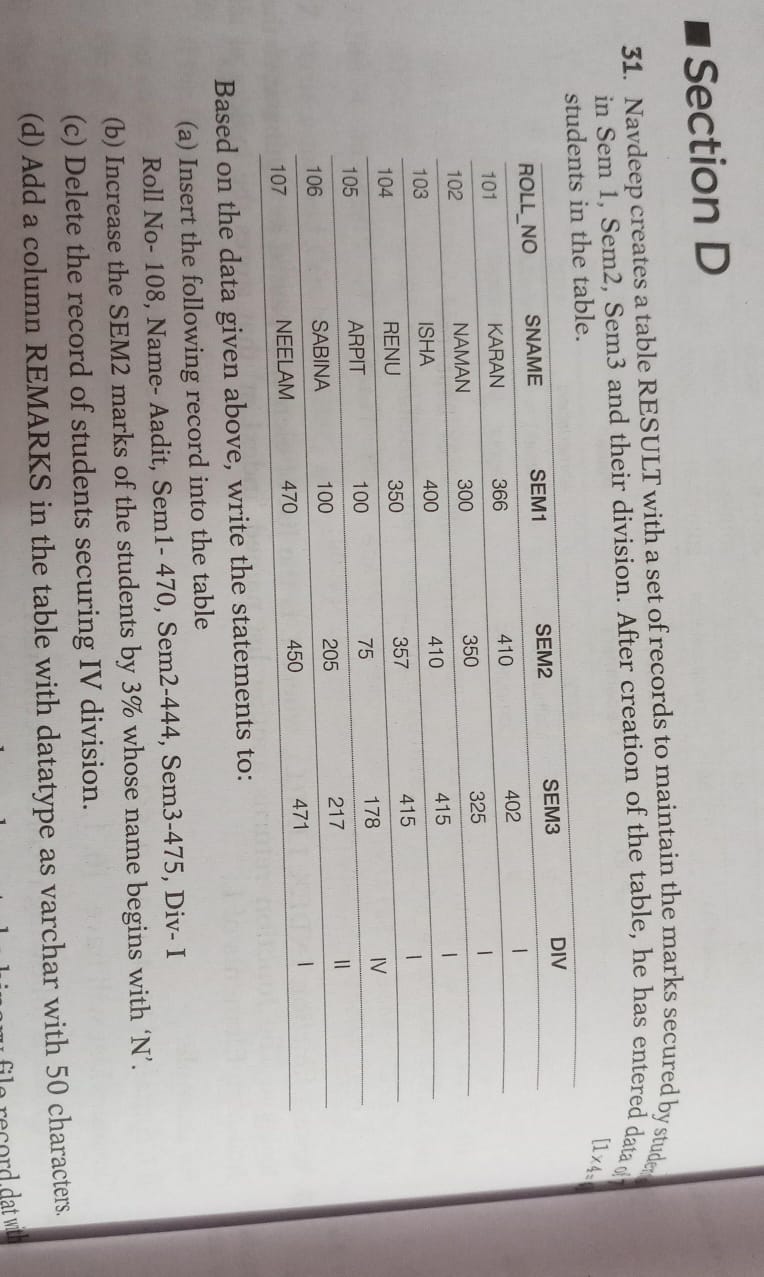 ■ Section D
31. Navdeep creates a table RESULT with a set of records to maintain the marks secured by
in Sem 1, Sem2, Sem3 and their division. After creation of the table, he has entered data of 7
students in the table. [1×4=
ROLL_NO SNAME SEM1 SEM2 SEM3 DIV
101 KARAN 366 410 402 I
102 NAMAN 300 350 325 I
103 ISHA 400 410 415 I
104 RENU 350 357 415 I
105 ARPIT 100 75 178 IV
106 SABINA 100 205 217 II
107 NEELAM 470 450 471 I
Based on the data given above, write the statements to:
(a) Insert the following record into the table
Roll No- 108, Name- Aadit, Sem1- 470, Sem2-444, Sem3-475, Div- I
(b) Increase the SEM2 marks of the students by 3% whose name begins with ‘N’.
(c) Delete the record of students securing IV division.
(d) Add a column REMARKS in the table with datatype as varchar with 50 characters.
file record.dat with